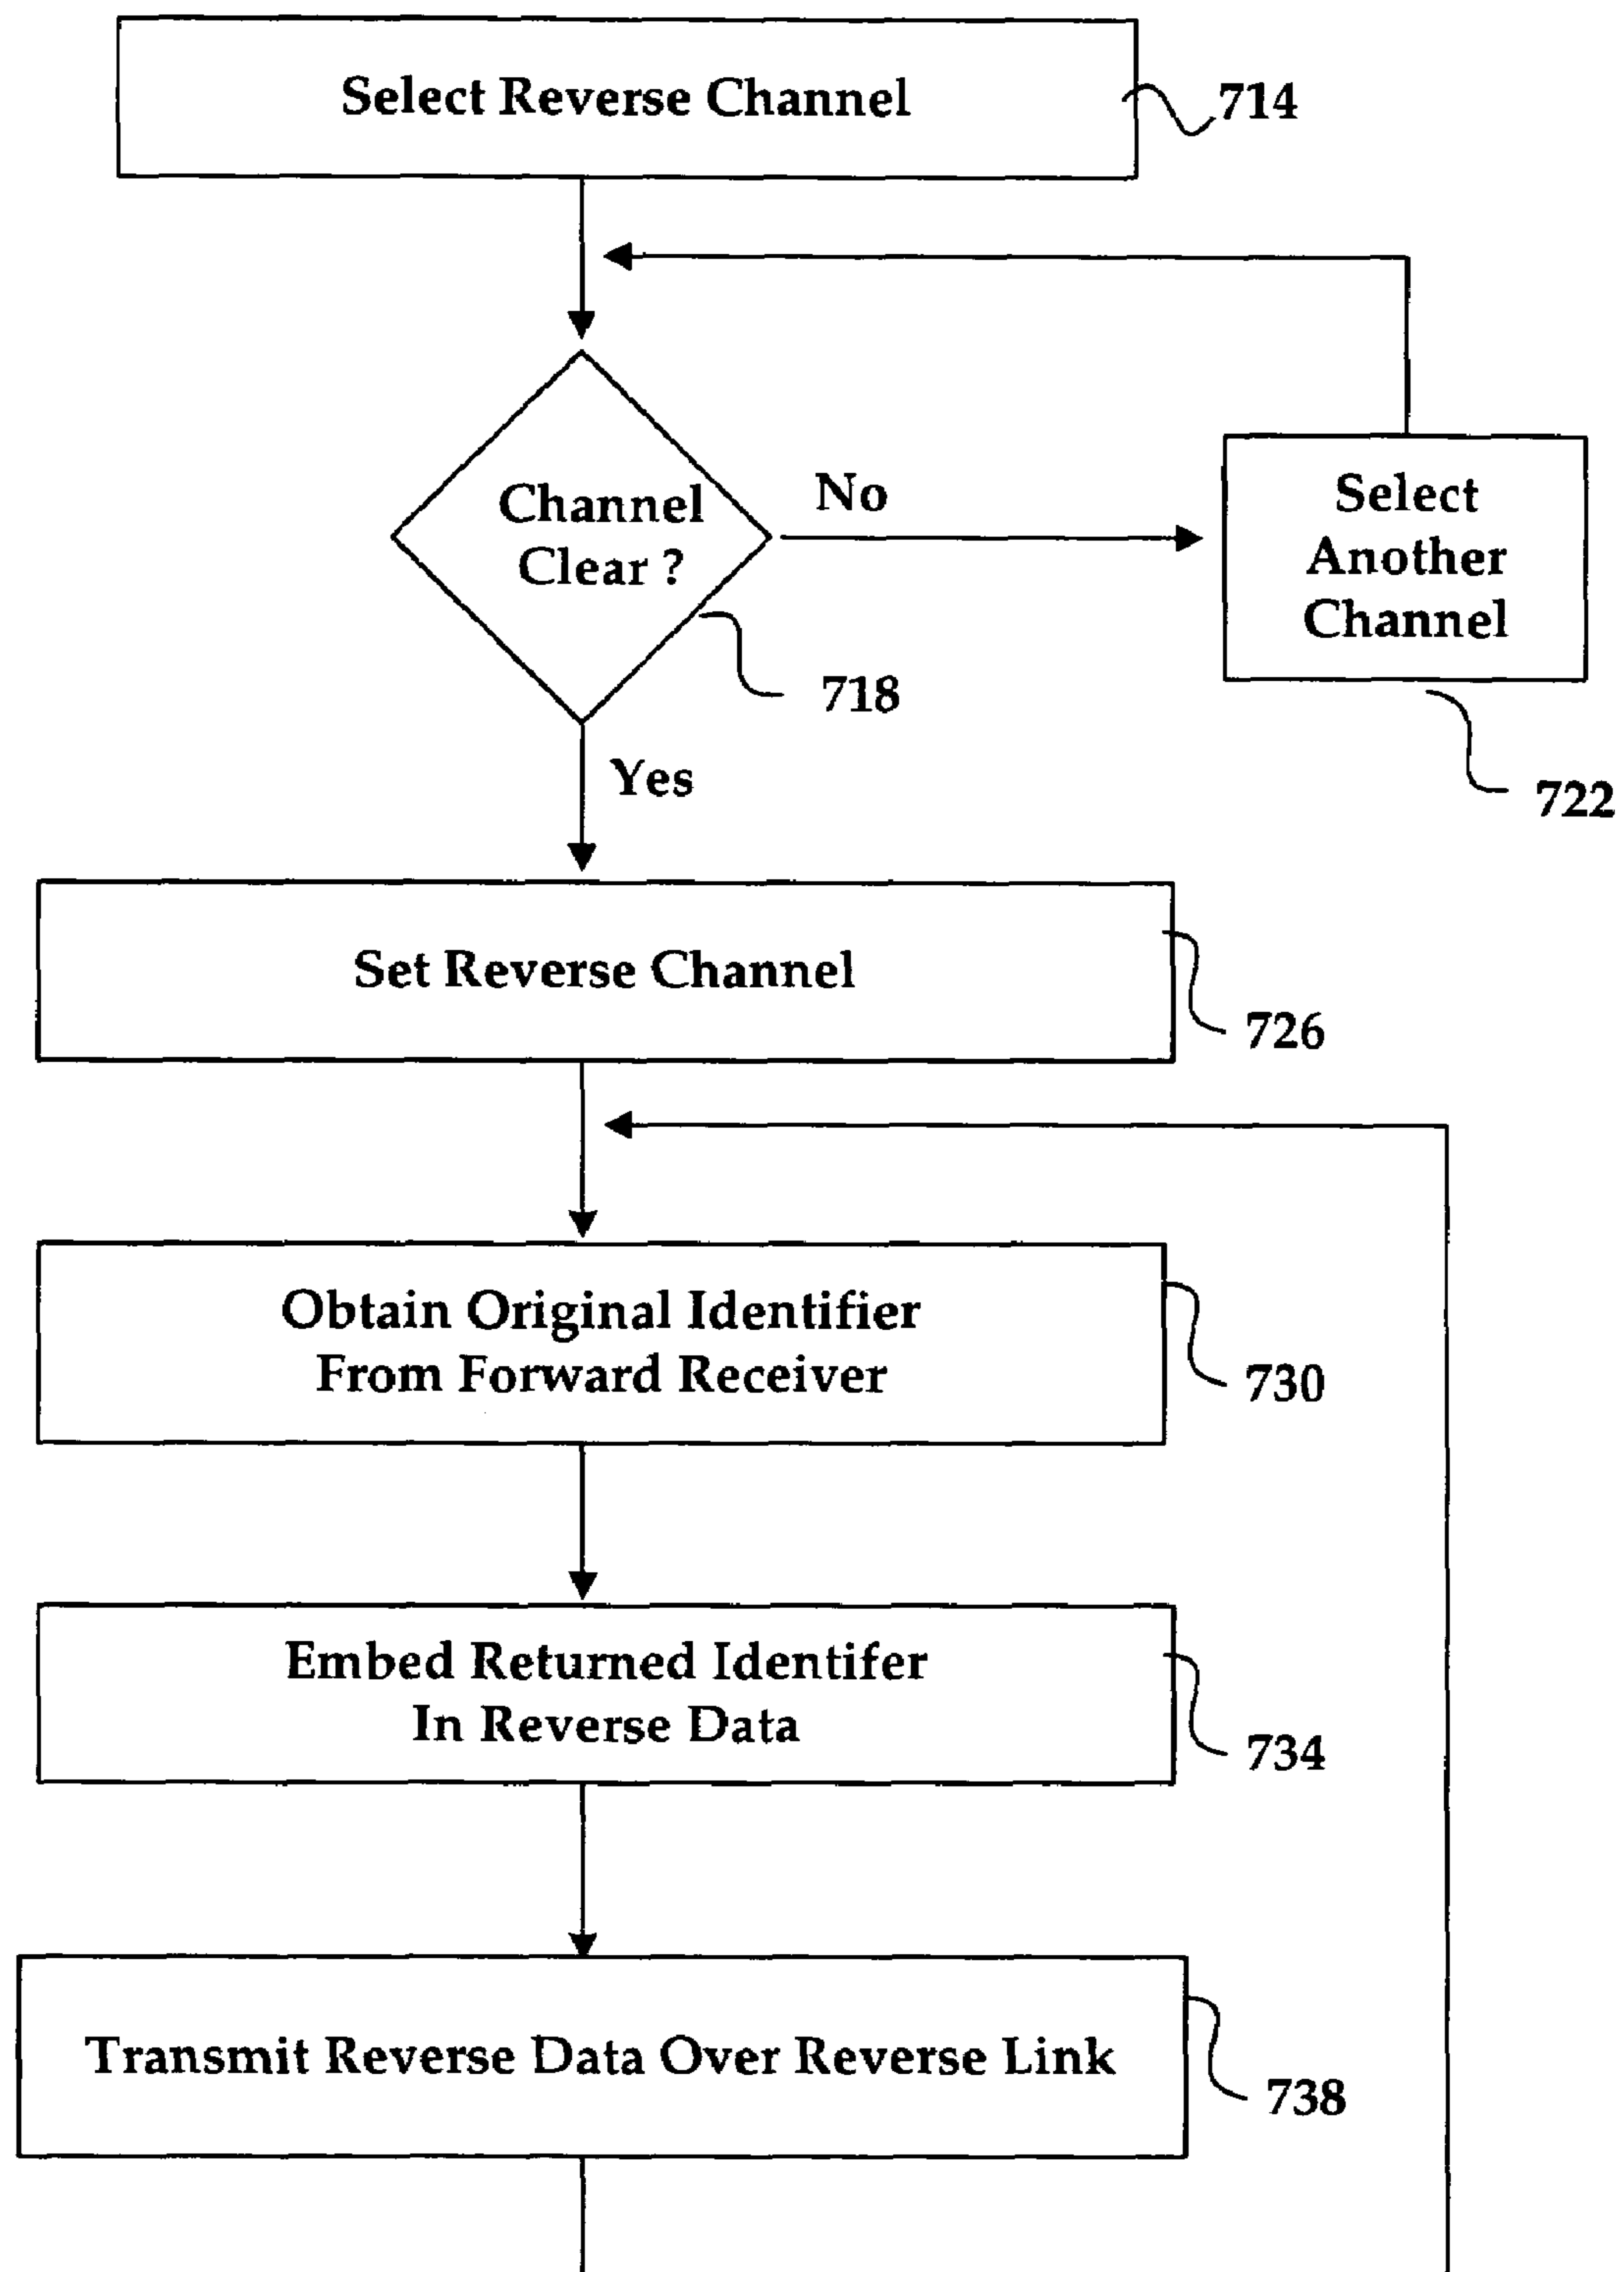 Select Reverse Channel
714
Channel
Clear ?
No
Select
Another
Channel
718
722
Yes
Set Reverse Channel
726
Obtain Original Identifier
From Forward Receiver
730
Embed Returned Identifer
In Reverse Data
734
Transmit Reverse Data Over Reverse Link
738